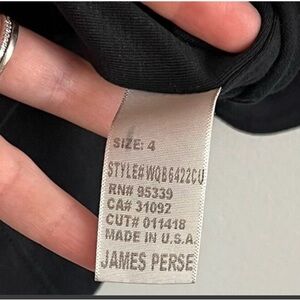 SIZE: 4
STYLE#WQB6422CU
RN# 95339
CA# 31092
CUT# 011418
MADE IN U.S.A.
JAMES PERSE